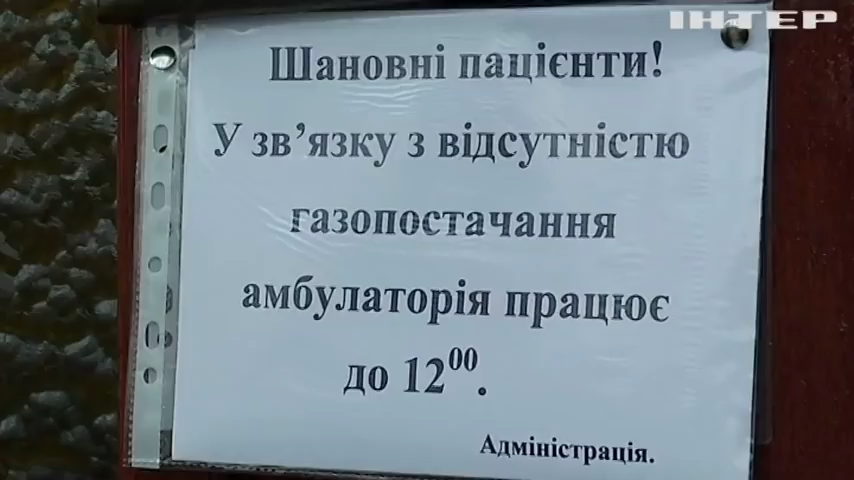 ІНТЕР
Шановні пацієнти!
У зв’язку з відсутністю
газопостачання
амбулаторія працює
до 12⁰⁰.
Адміністрація.